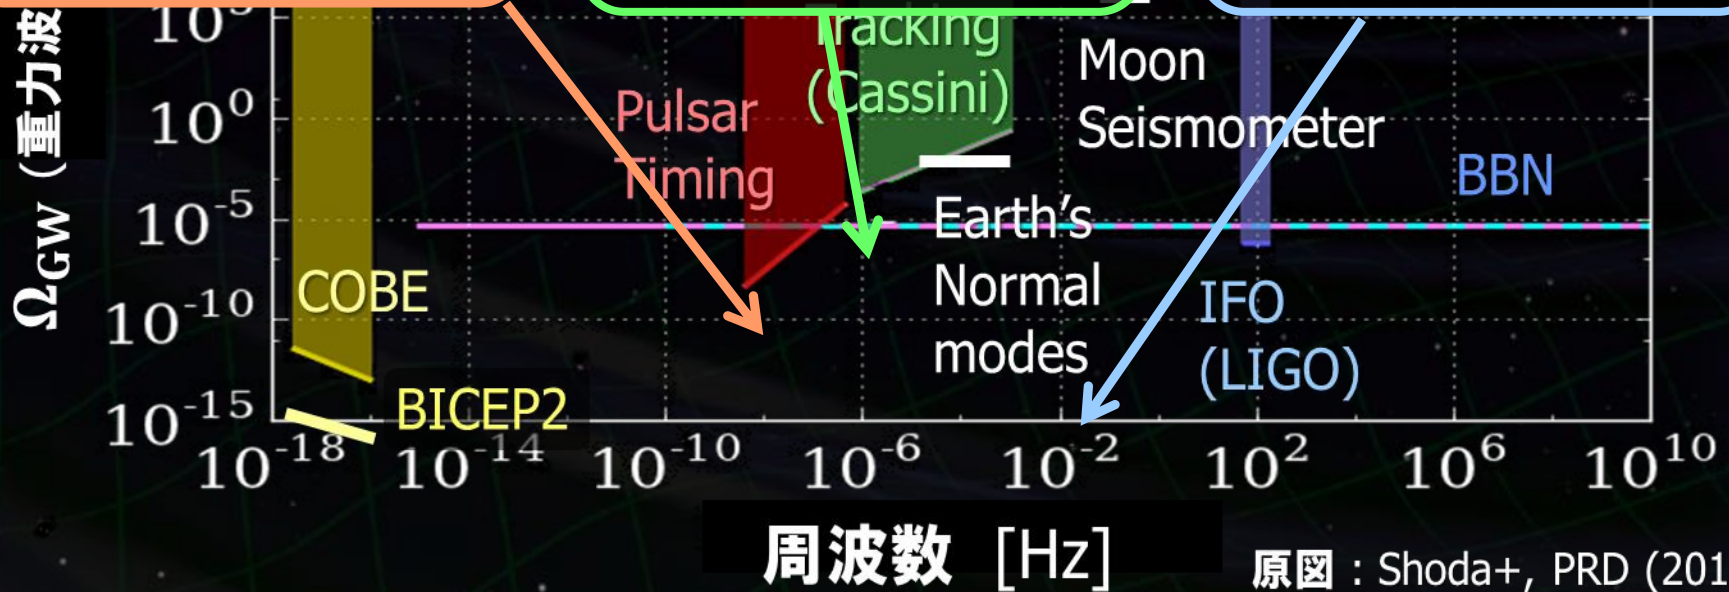 Ω_GW (重力波
10^0
10^-5
10^-10
10^-15
Tracking
(Cassini)
Pulsar
Timing
Moon
Seismometer
BBN
Earth's
Normal
modes
COBE
IFO
(LIGO)
BICEP2
10^-18 10^-14 10^-10 10^-6 10^-2 10^2 10^6 10^10
周波数 [Hz]
原図：Shoda+, PRD (201